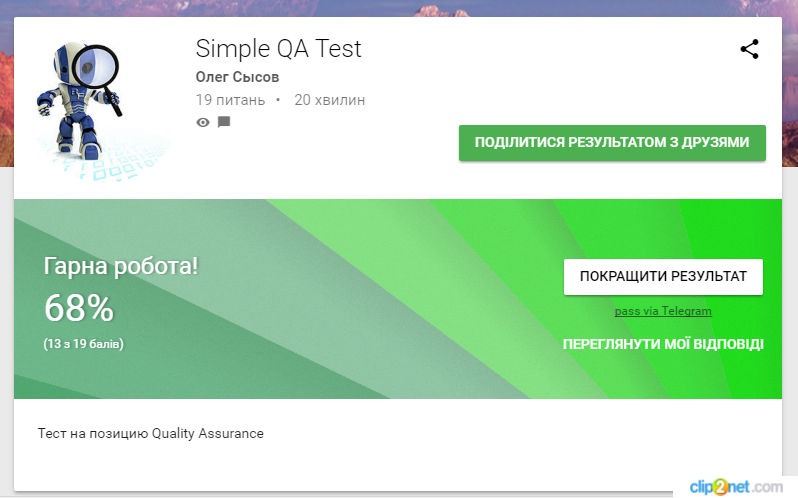 Simple QA Test
Олег Сысов
19 питань • 20 хвилин
ПОДІЛИТИСЯ РЕЗУЛЬТАТОМ З ДРУЗЯМИ
Гарна робота!
68%
(13 з 19 балів)
ПОКРАЩИТИ РЕЗУЛЬТАТ
pass via Telegram
ПЕРЕГЛЯНУТИ МОЇ ВІДПОВІДІ
Тест на позицию Quality Assurance
clip2net.com